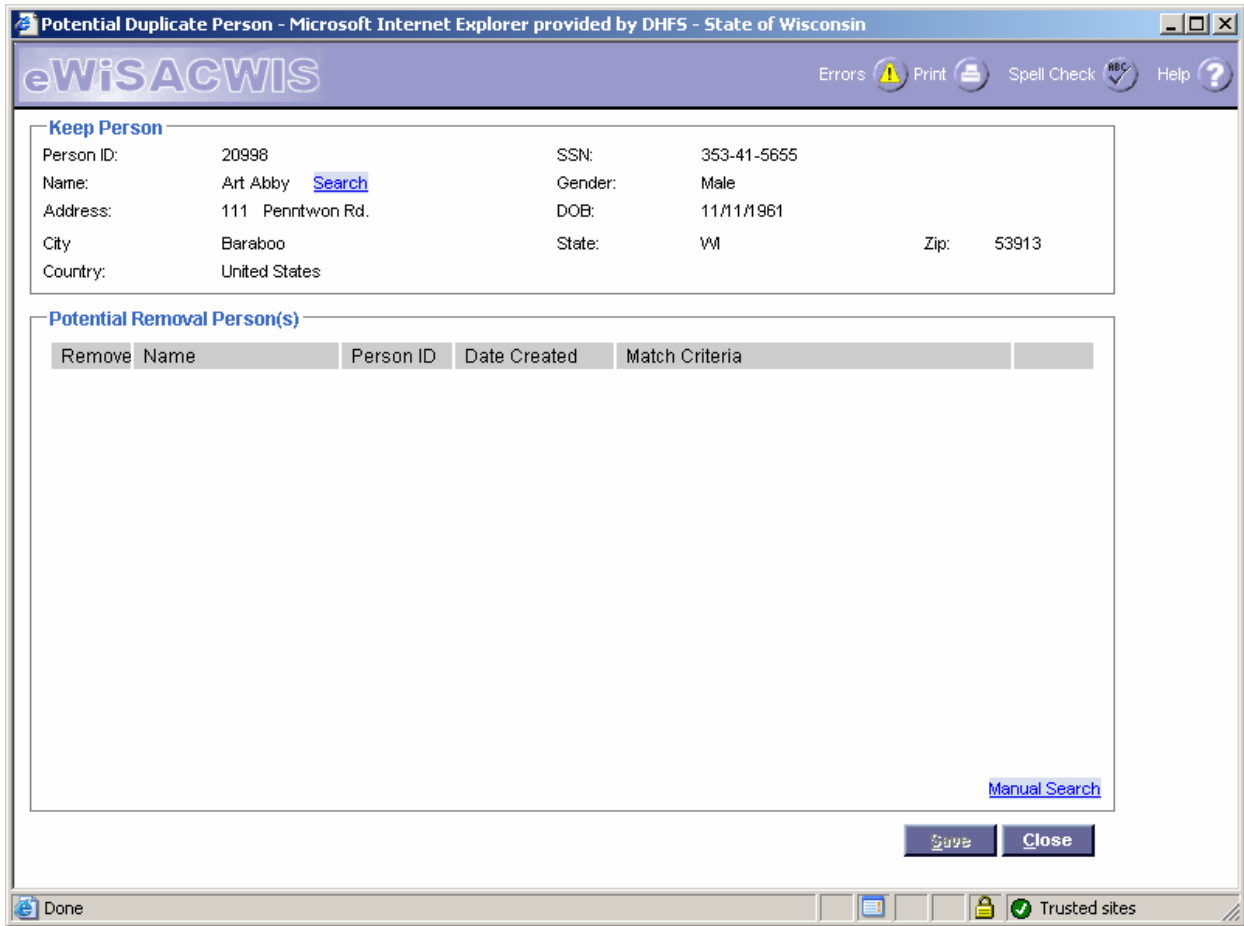 Potential Duplicate Person - Microsoft Internet Explorer provided by DHFS - State of Wisconsin
eWiSACWIS Errors Print Spell Check ABC Help ?
Keep Person
Person ID: 20998 SSN: 353-41-5655
Name: Art Abby Search Gender: Male
Address: 111 Penntwon Rd. DOB: 11/11/1961
City Baraboo State: WI Zip: 53913
Country: United States
Potential Removal Person(s)
Remove Name Person ID Date Created Match Criteria
Manual Search
Save Close
Done Trusted sites